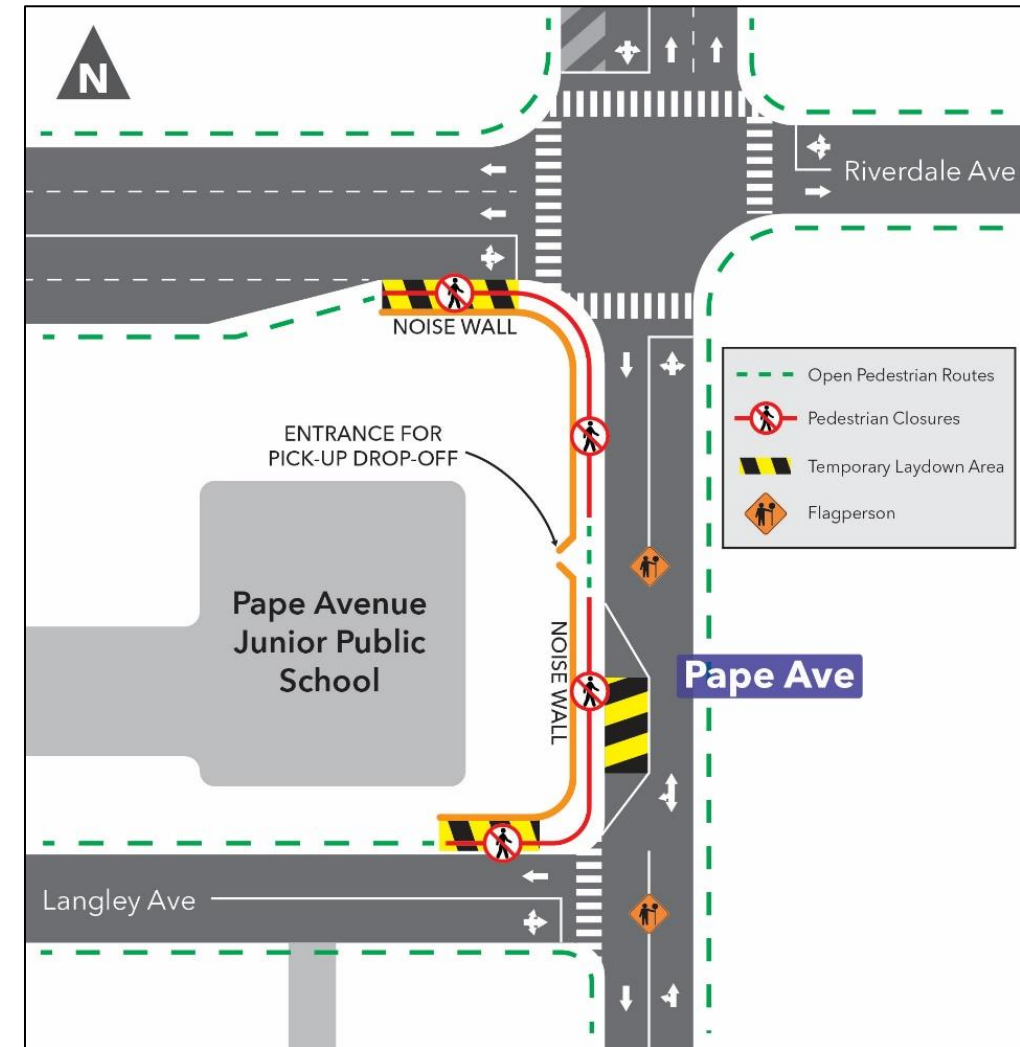 N
Riverdale Ave
NOISE WALL
Open Pedestrian Routes
Pedestrian Closures
Temporary Laydown Area
Flagperson
ENTRANCE FOR
PICK-UP DROP-OFF
Pape Avenue
Junior Public
School
NOISE WALL
Pape Ave
Langley Ave